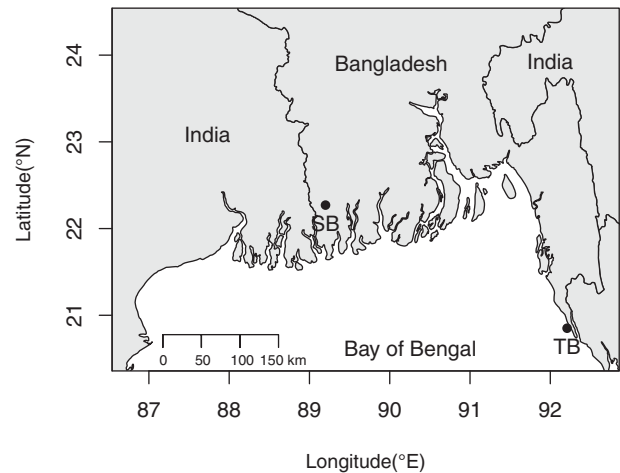 24
23
22
21
Latitude(°N)
Bangladesh
India
India
SB
0 50 100 150 km
Bay of Bengal
TB
87 88 89 90 91 92
Longitude(°E)